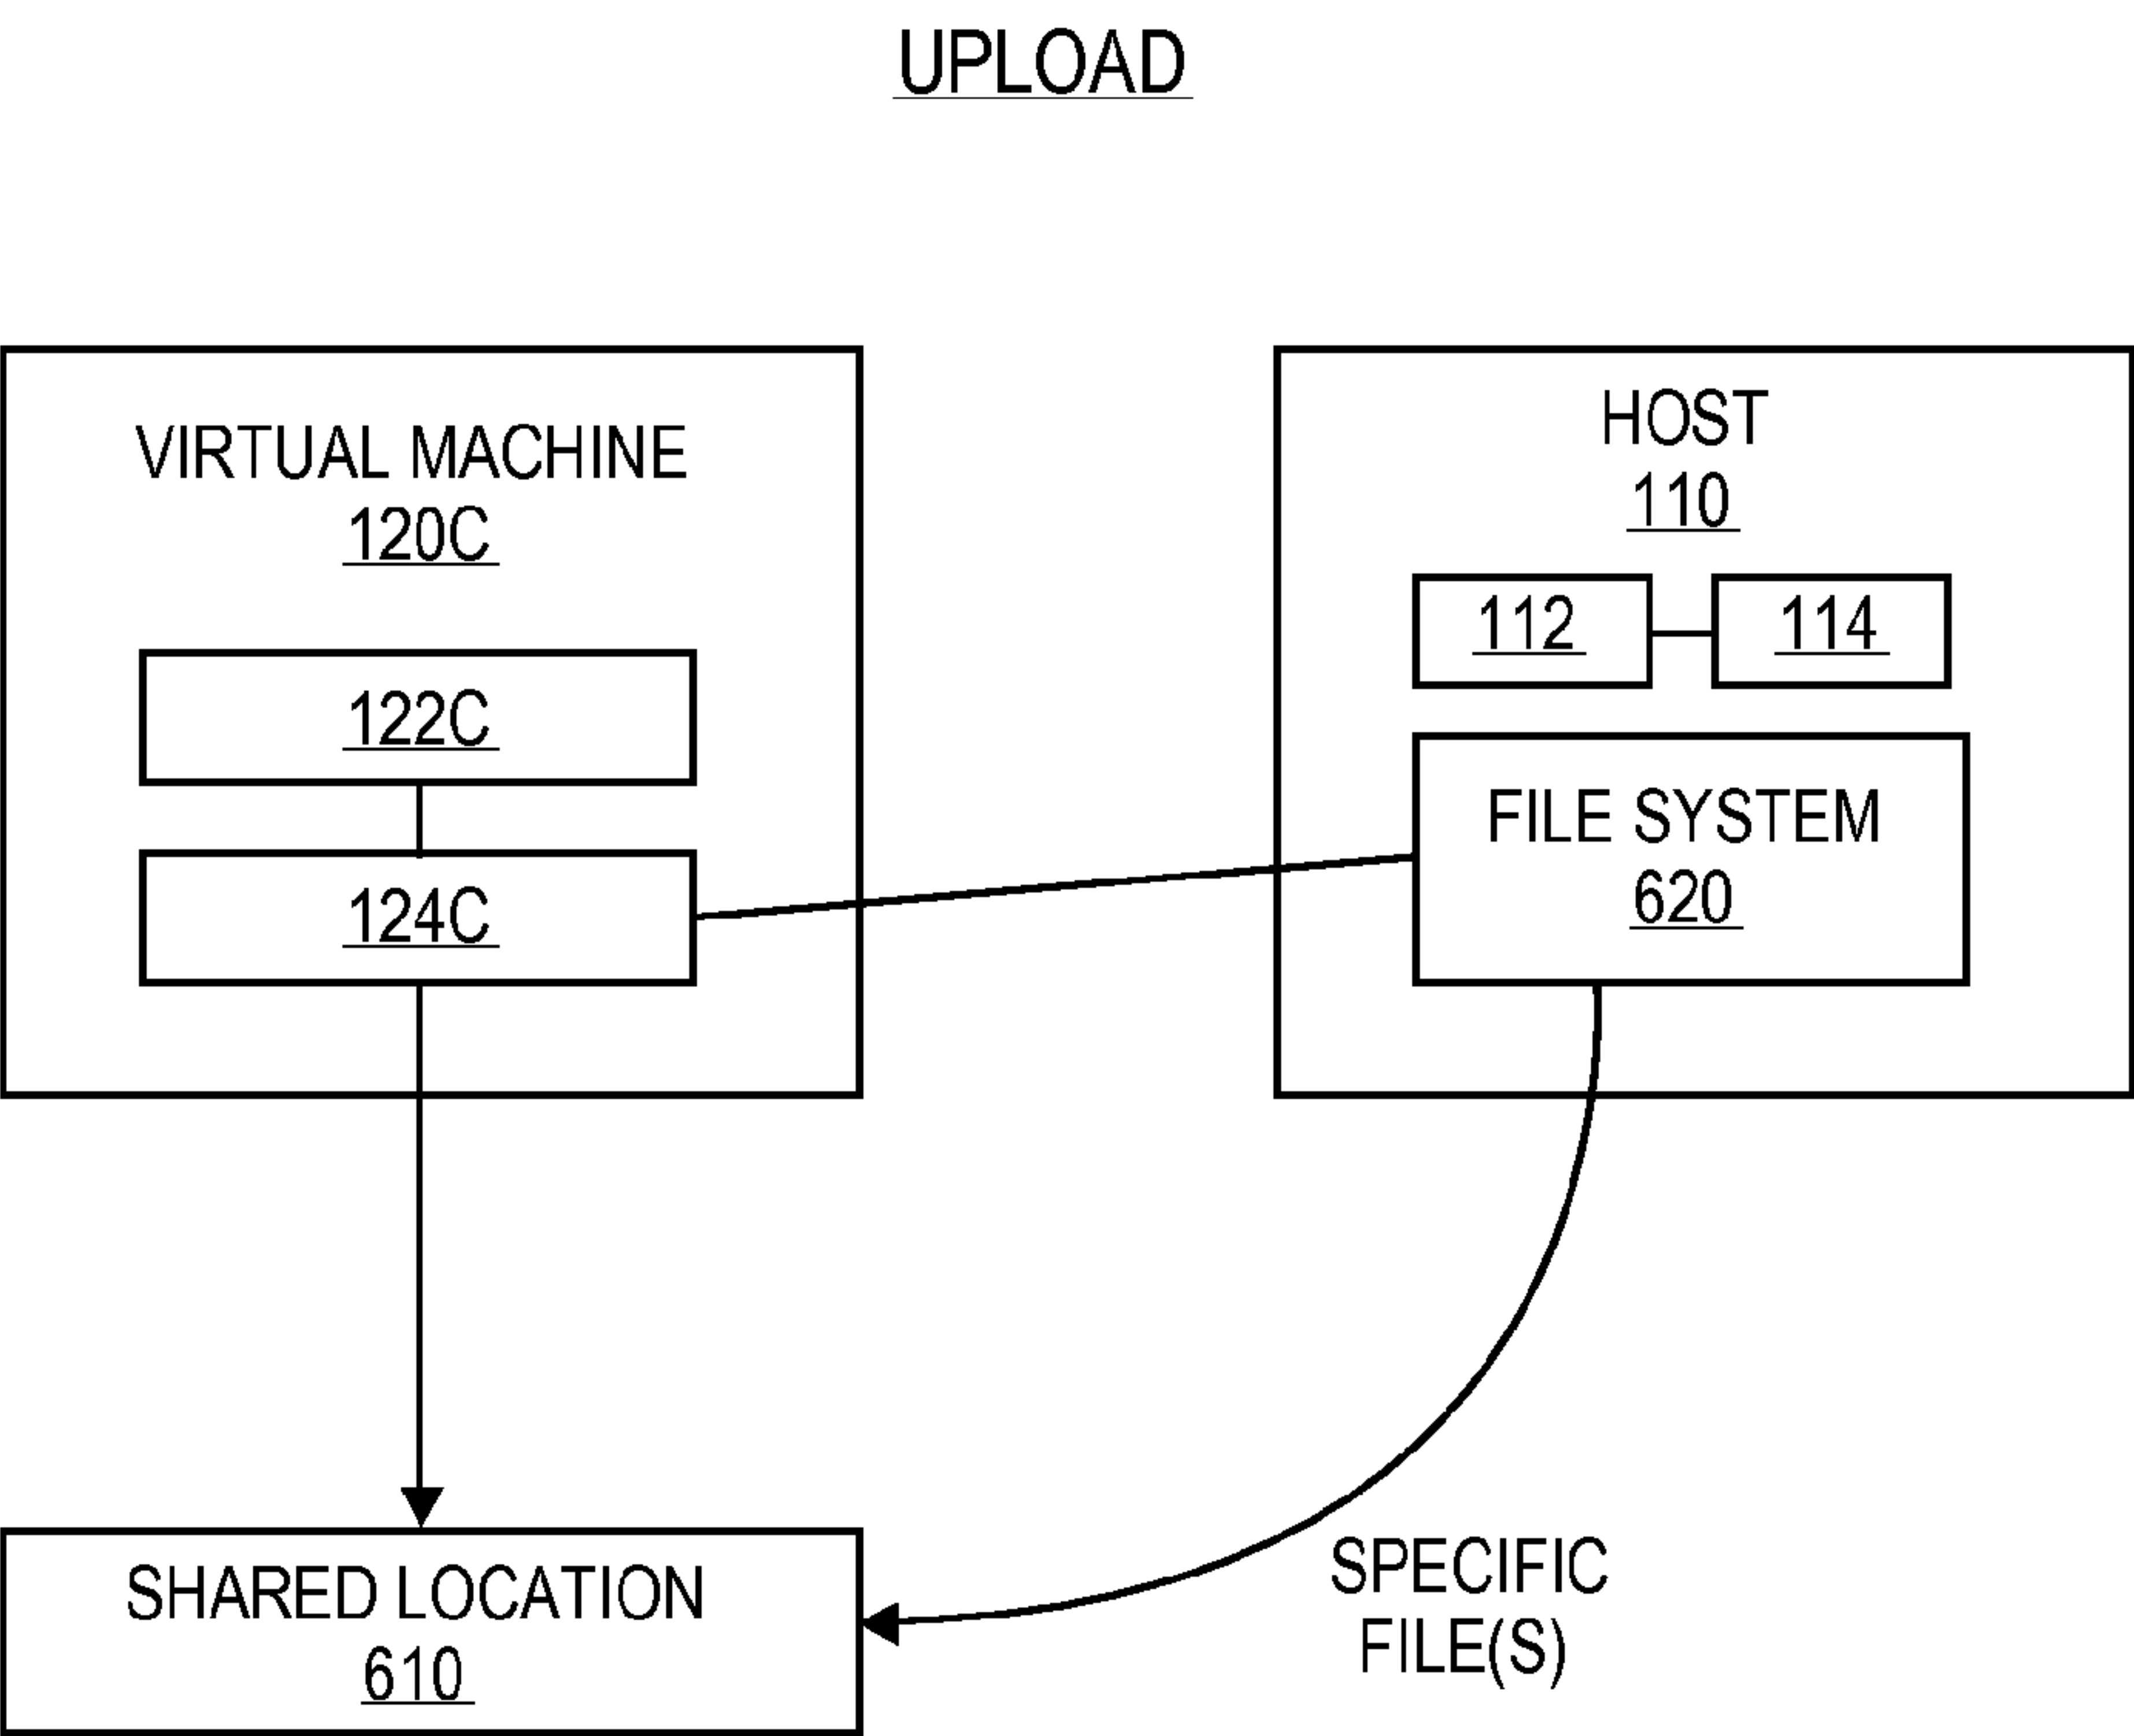 UPLOAD
VIRTUAL MACHINE
120C
122C
124C
HOST
110
112
114
FILE SYSTEM
620
SHARED LOCATION
610
SPECIFIC
FILE(S)